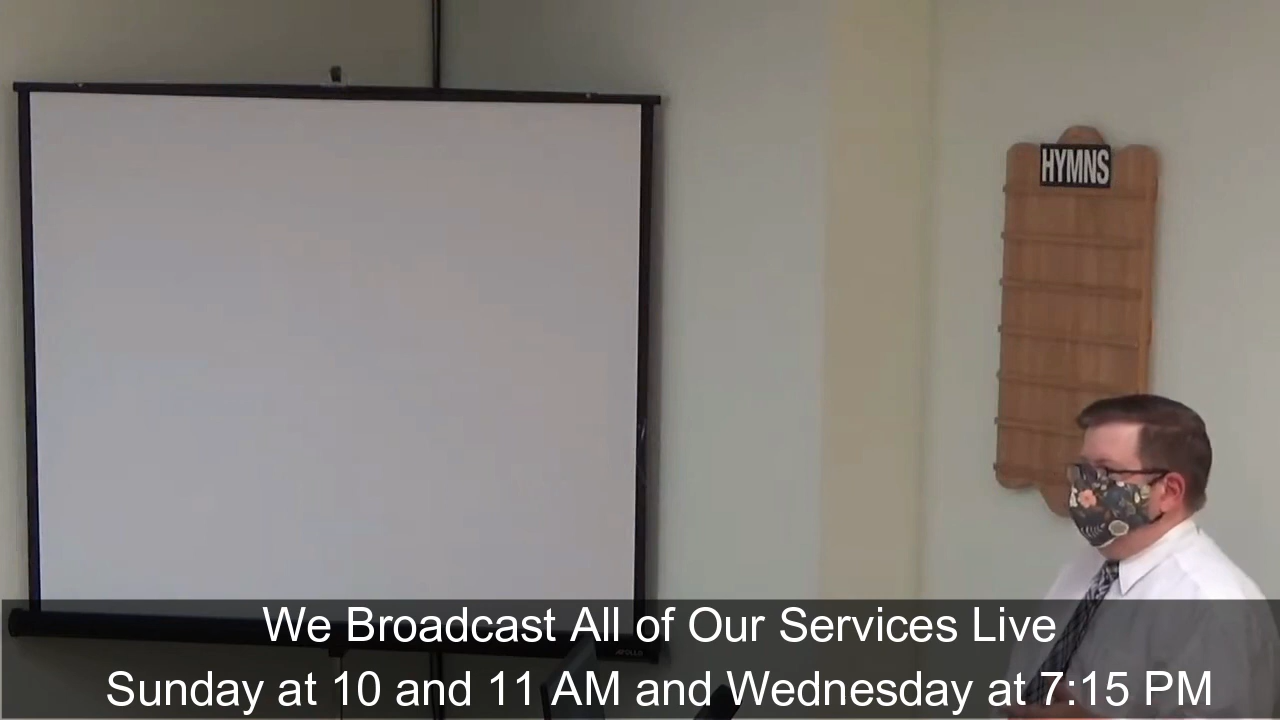 HYMNS
We Broadcast All of Our Services Live
APOLLO
Sunday at 10 and 11 AM and Wednesday at 7:15 PM